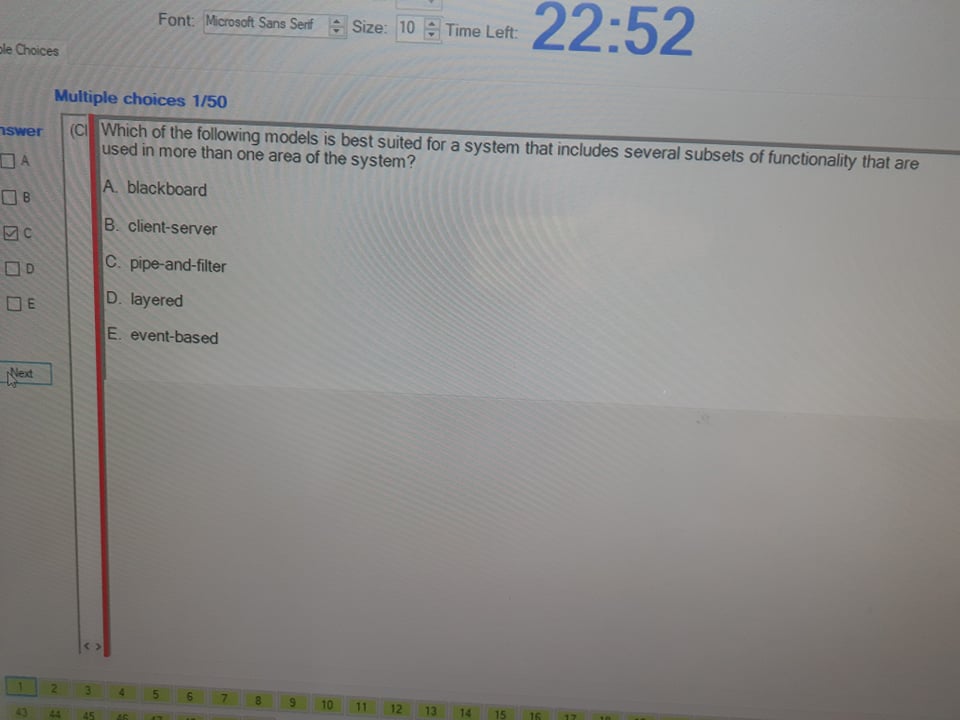 Font: Microsoft Sans Serif Size: 10 Time Left: 22:52
ple Choices
Multiple choices 1/50
nswer
(Cl
Which of the following models is best suited for a system that includes several subsets of functionality that are
used in more than one area of the system?
A
A. blackboard
B
B. client-server
C
C. pipe-and-filter
D
D. layered
E
E. event-based
Next
< >
1 2 3 4 5 6 7 8 9 10 11 12 13 14 15 16 17 18
43 44 45 46 47